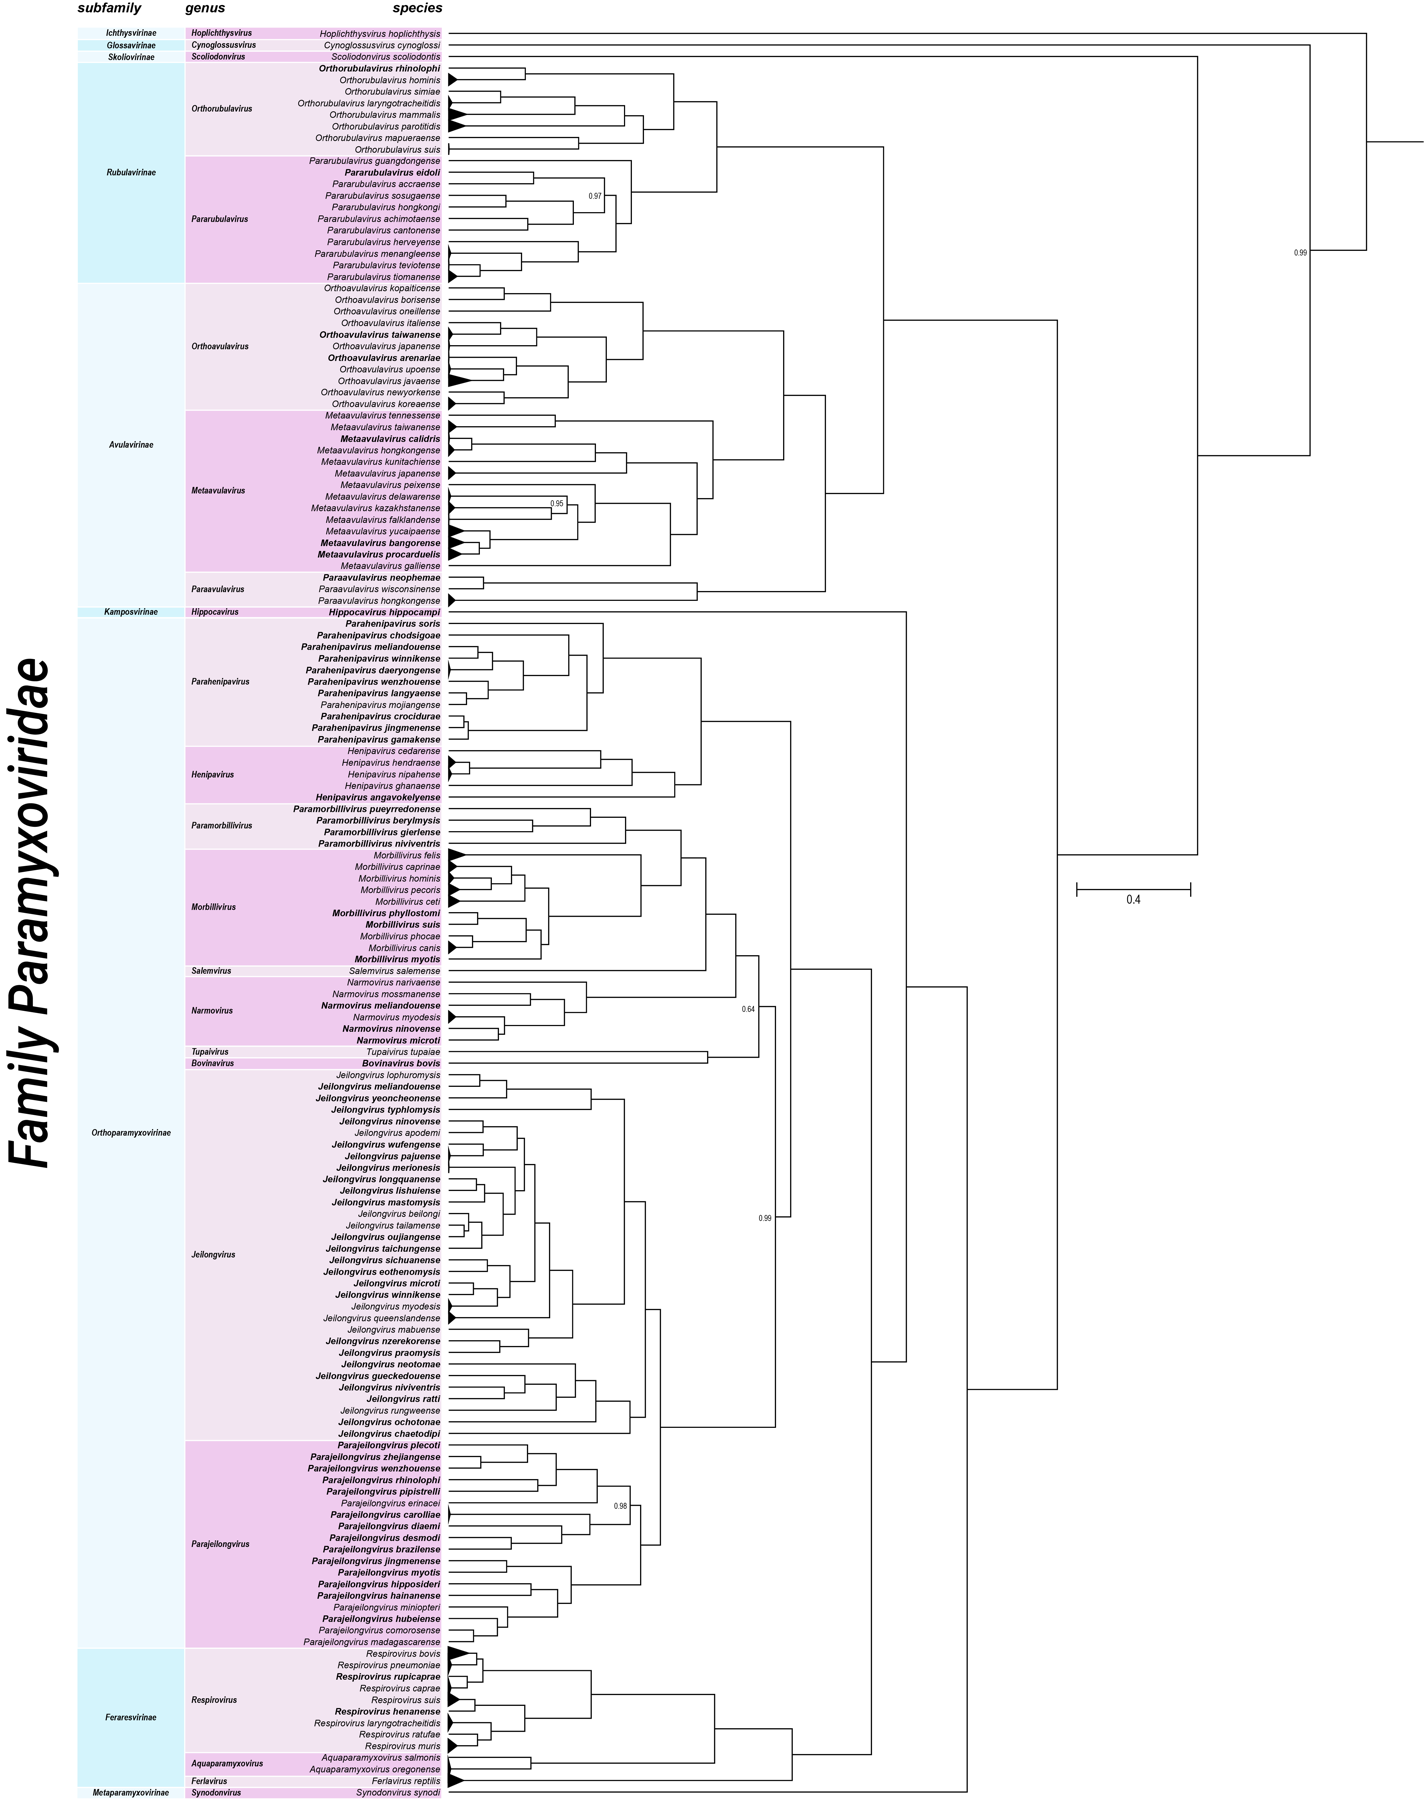 subfamily genus species
Family Paramyxoviridae
Ichthysvirinae Hoplichthysvirus Hoplichthysvirus hoplichthysis
Glossavirinae Cynoglossusvirus Cynoglossusvirus cynoglossi
Skoliovirinae Scoliodonvirus Scoliodonvirus scoliodontis
Orthorubulavirus rhinolophi
Orthorubulavirus hominis
Orthorubulavirus simiae
Orthorubulavirus laryngotracheitidis
Orthorubulavirus
Orthorubulavirus mammalis
Orthorubulavirus parotitidis
Orthorubulavirus mapueraense
Orthorubulavirus suis
Pararubulavirus guangdongense
Rubulavirinae Pararubulavirus eidoli
Pararubulavirus accraense
Pararubulavirus sosugaense
0.97
Pararubulavirus hongkongi
Pararubulavirus Pararubulavirus achimotaense
Pararubulavirus cantonense
Pararubulavirus herveyense
Pararubulavirus menangleense
0.99
Pararubulavirus teviotense
Pararubulavirus tiomanense
Orthoavulavirus kopaiticense
Orthoavulavirus borisense
Orthoavulavirus oneillense
Orthoavulavirus italiense
Orthoavulavirus taiwanense
Orthoavulavirus Orthoavulavirus japanense
Orthoavulavirus arenariae
Orthoavulavirus upoense
Orthoavulavirus javaense
Orthoavulavirus newyorkense
Orthoavulavirus koreaense
Metaavulavirus tennessense
Metaavulavirus taiwanense
Metaavulavirus calidris
Avulavirinae
Metaavulavirus hongkongense
Metaavulavirus kunitachiense
Metaavulavirus japanense
Metaavulavirus peixense
Metaavulavirus
Metaavulavirus delawarense
0.95
Metaavulavirus kazakhstanense
Metaavulavirus falklandense
Metaavulavirus yucaipaense
Metaavulavirus bangorense
Metaavulavirus procarduelis
Metaavulavirus galliense
Paraavulavirus neophemae
Paraavulavirus Paraavulavirus wisconsinense
Paraavulavirus hongkongense
Kamposvirinae Hippocavirus Hippocavirus hippocampi
Parahenipavirus soris
Parahenipavirus chodsigoae
Parahenipavirus meliandouense
Parahenipavirus winnikense
Parahenipavirus daeryongense
Parahenipavirus Parahenipavirus wenzhouense
Parahenipavirus langyaense
Parahenipavirus mojiangense
Parahenipavirus crocidurae
Parahenipavirus jingmenense
Parahenipavirus gamakense
Henipavirus cedarense
Henipavirus hendraense
Henipavirus Henipavirus nipahense
Henipavirus ghanaense
Henipavirus angavokelyense
Paramorbillivirus pueyrredonense
Paramorbillivirus berylmysis
Paramorbillivirus
Paramorbillivirus gierlense
Paramorbillivirus niviventris
Morbillivirus felis
Morbillivirus caprinae
Morbillivirus hominis
Morbillivirus pecoris
0.4
Morbillivirus ceti
Morbillivirus
Morbillivirus phyllostomi
Morbillivirus suis
Morbillivirus phocae
Morbillivirus canis
Morbillivirus myotis
Salemvirus Salemvirus salemense
Narmovirus narivaense
Narmovirus mossmanense
Narmovirus meliandouense
0.64
Narmovirus
Narmovirus myodesis
Narmovirus ninovense
Narmovirus microti
Tupaivirus Tupaivirus tupaiae
Bovinavirus Bovinavirus bovis
Jeilongvirus lophuromysis
Jeilongvirus meliandouense
Jeilongvirus yeoncheonense
Jeilongvirus typhlomysis
Jeilongvirus ninovense
Orthoparamyxovirinae Jeilongvirus apodemi
Jeilongvirus wufengense
Jeilongvirus pajuense
Jeilongvirus merionesis
Jeilongvirus longquanense
Jeilongvirus lishuiense
Jeilongvirus mastomysis
Jeilongvirus beilongi
0.99
Jeilongvirus tailamense
Jeilongvirus oujiangense
Jeilongvirus taichungense
Jeilongvirus
Jeilongvirus sichuanense
Jeilongvirus eothenomysis
Jeilongvirus microti
Jeilongvirus winnikense
Jeilongvirus myodesis
Jeilongvirus queenslandense
Jeilongvirus mabuense
Jeilongvirus nzerekorense
Jeilongvirus praomysis
Jeilongvirus neotomae
Jeilongvirus gueckedouense
Jeilongvirus niviventris
Jeilongvirus ratti
Jeilongvirus rungweense
Jeilongvirus ochotonae
Jeilongvirus chaetodipi
Parajeilongvirus plecoti
Parajeilongvirus zhejiangense
Parajeilongvirus wenzhouense
Parajeilongvirus rhinolophi
Parajeilongvirus pipistrelli
Parajeilongvirus erinacei
0.98
Parajeilongvirus carolliae
Parajeilongvirus diaemi
Parajeilongvirus desmodi
Parajeilongvirus
Parajeilongvirus brazilense
Parajeilongvirus jingmenense
Parajeilongvirus myotis
Parajeilongvirus hipposideri
Parajeilongvirus hainanense
Parajeilongvirus miniopteri
Parajeilongvirus hubeiense
Parajeilongvirus comorosense
Parajeilongvirus madagascarense
Respirovirus bovis
Respirovirus pneumoniae
Respirovirus rupicaprae
Respirovirus caprae
Respirovirus Respirovirus suis
Respirovirus henanense
Feraresvirinae
Respirovirus laryngotracheitidis
Respirovirus ratufae
Respirovirus muris
Aquaparamyxovirus salmonis
Aquaparamyxovirus
Aquaparamyxovirus oregonense
Ferlavirus Ferlavirus reptilis
Metaparamyxovirinae Synodonvirus Synodonvirus synodi